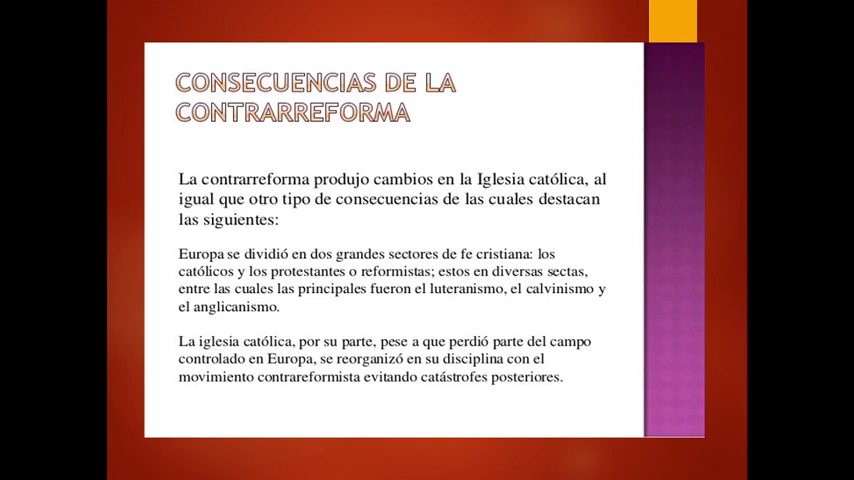 CONSECUENCIAS DE LA
CONTRARREFORMA
La contrarreforma produjo cambios en la Iglesia católica, al
igual que otro tipo de consecuencias de las cuales destacan
las siguientes:
Europa se dividió en dos grandes sectores de fe cristiana: los
católicos y los protestantes o reformistas; estos en diversas sectas,
entre las cuales las principales fueron el luteranismo, el calvinismo y
el anglicanismo.
La iglesia católica, por su parte, pese a que perdió parte del campo
controlado en Europa, se reorganizó en su disciplina con el
movimiento contrareformista evitando catástrofes posteriores.